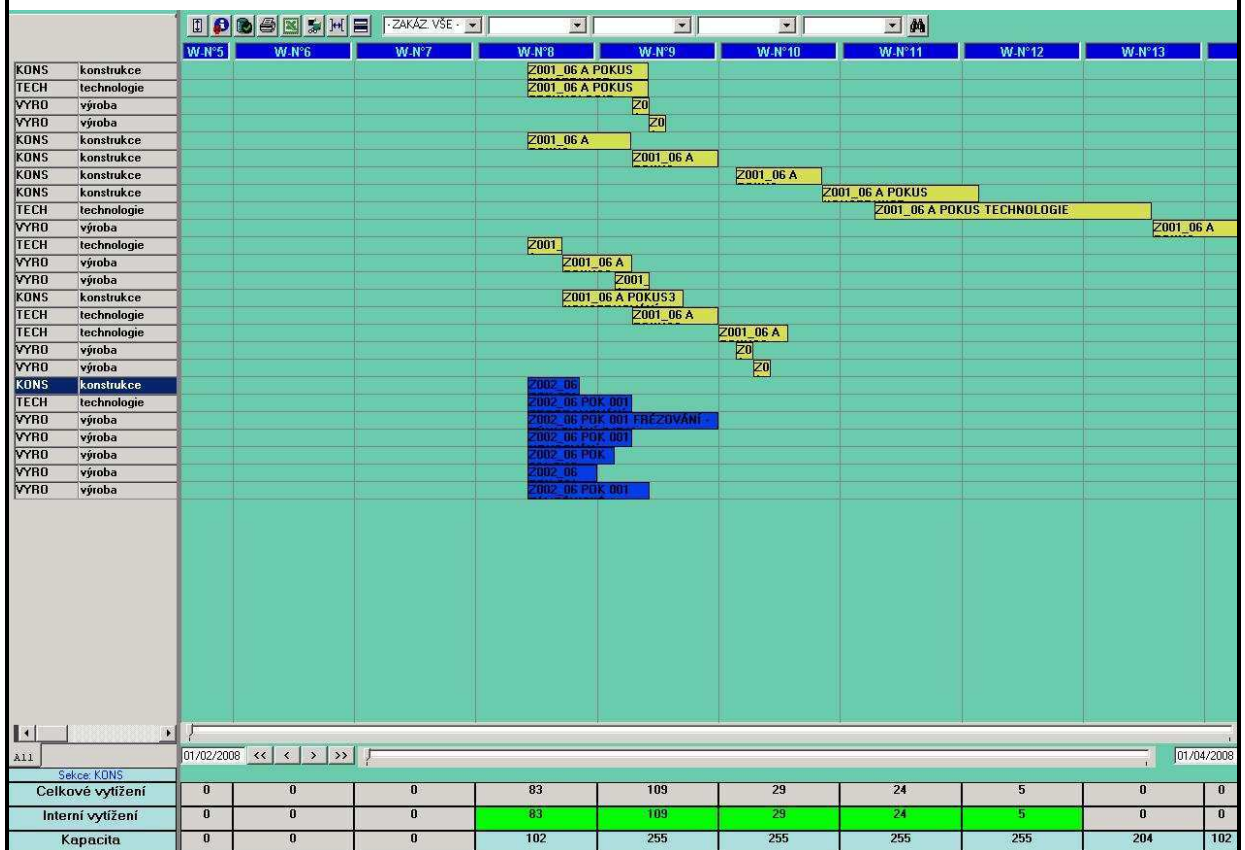 - ZAKÁZ. VŠE -
W-N°5 W-N°6 W-N°7 W-N°8 W-N°9 W-N°10 W-N°11 W-N°12 W-N°13
KONS konstrukce Z001_06 A POKUS
TECH technologie Z001_06 A POKUS
VYRO výroba Z0
VYRO výroba Z0
KONS konstrukce Z001_06 A
KONS konstrukce Z001_06 A
KONS konstrukce Z001_06 A
KONS konstrukce Z001_06 A POKUS
TECH technologie Z001_06 A POKUS TECHNOLOGIE
VYRO výroba Z001_06 A
TECH technologie Z001_
VYRO výroba Z001_06 A
VYRO výroba Z001_
KONS konstrukce Z001_06 A POKUS3
TECH technologie Z001_06 A
TECH technologie Z001_06 A
VYRO výroba Z0
VYRO výroba Z0
KONS konstrukce Z002_06
TECH technologie Z002_06 POK 001
VYRO výroba Z002_06 POK 001 FRÉZOVÁNÍ -
VYRO výroba Z002_06 POK 001
VYRO výroba Z002_06 POK
VYRO výroba Z002_06
VYRO výroba Z002_06 POK 001
All 01/02/2008 << < > >> 01/04/2008
Sekce: KONS
Celkové vytížení 0 0 0 83 109 29 24 5 0 0
Interní vytížení 0 0 0 83 109 29 24 5 0 0
Kapacita 0 0 0 102 255 255 255 255 204 102